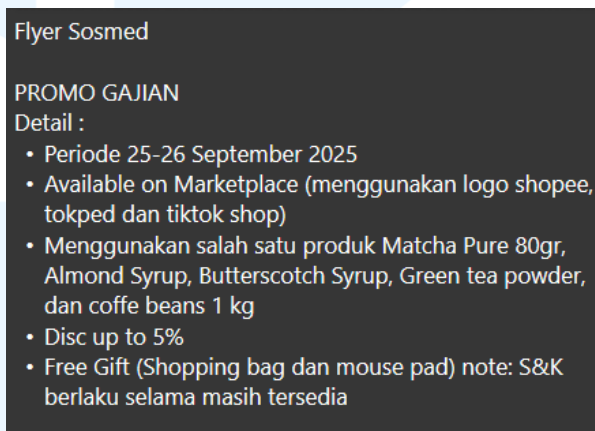 Flyer Sosmed
PROMO GAJIAN
Detail :
• Periode 25-26 September 2025
• Available on Marketplace (menggunakan logo shopee,
tokped dan tiktok shop)
• Menggunakan salah satu produk Matcha Pure 80gr,
Almond Syrup, Butterscotch Syrup, Green tea powder,
dan coffe beans 1 kg
• Disc up to 5%
• Free Gift (Shopping bag dan mouse pad) note: S&K
berlaku selama masih tersedia